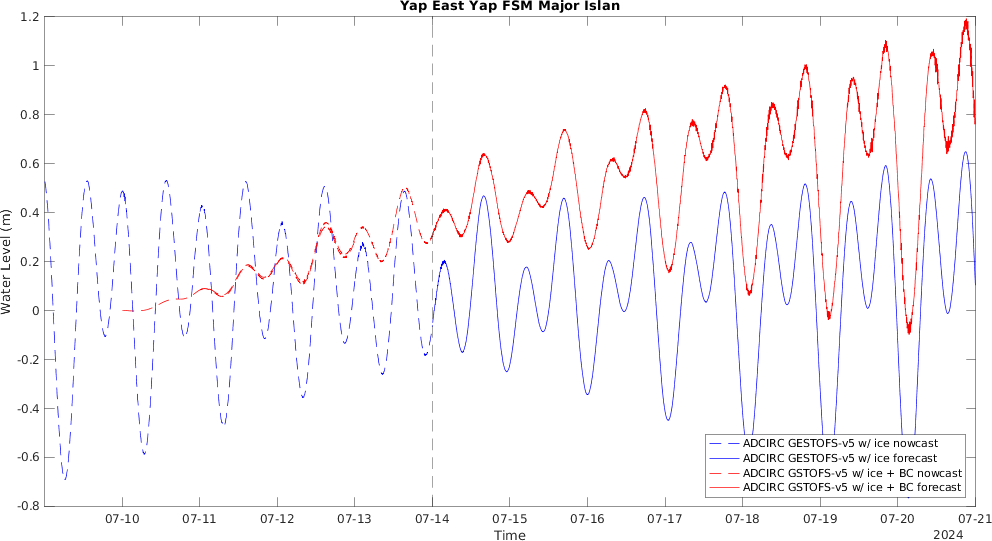 Yap East Yap FSM Major Islan
Water Level (m)
1.2
1
0.8
0.6
0.4
0.2
0
-0.2
-0.4
-0.6
-0.8
ADCIRC GESTOFS-v5 w/ ice nowcast
ADCIRC GESTOFS-v5 w/ ice forecast
ADCIRC GSTOFS-v5 w/ ice + BC nowcast
ADCIRC GSTOFS-v5 w/ ice + BC forecast
07-10 07-11 07-12 07-13 07-14 07-15 07-16 07-17 07-18 07-19 07-20 07-21
Time
2024